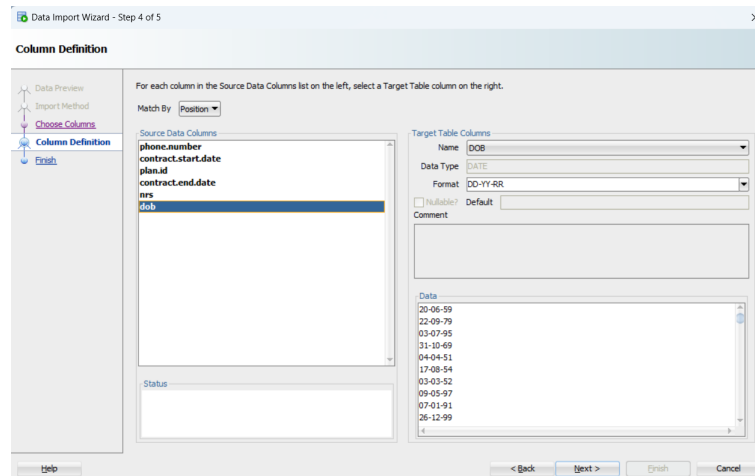 Data Import Wizard - Step 4 of 5
Column Definition
Data Preview
Import Method
Choose Columns
Column Definition
Finish
For each column in the Source Data Columns list on the left, select a Target Table column on the right.
Match By Position
Source Data Columns
phone.number
contract.start.date
plan.id
contract.end.date
nrs
dob
Status
Target Table Columns
Name DOB
Data Type DATE
Format DD-YY-RR
Nullable? Default
Comment
Data
20-06-59
22-09-79
03-07-95
31-10-69
04-04-51
17-08-54
03-03-52
09-05-97
07-01-91
26-12-99
Help
< Back Next > Finish Cancel